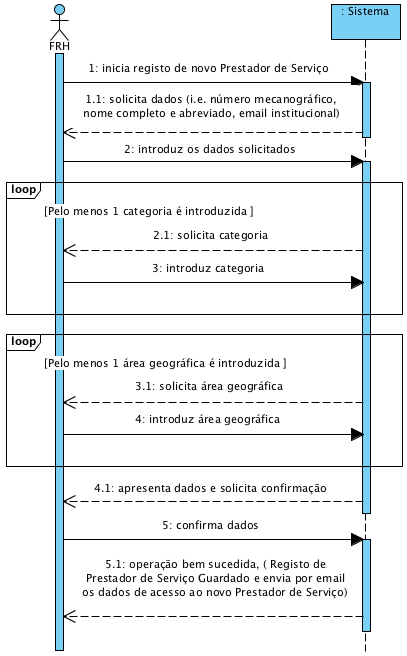 : Sistema
FRH
1: inicia registo de novo Prestador de Serviço
1.1: solicita dados (i.e. número mecanográfico,
nome completo e abreviado, email institucional)
2: introduz os dados solicitados
loop
[Pelo menos 1 categoria é introduzida ]
2.1: solicita categoria
3: introduz categoria
loop
[Pelo menos 1 área geográfica é introduzida ]
3.1: solicita área geográfica
4: introduz área geográfica
4.1: apresenta dados e solicita confirmação
5: confirma dados
5.1: operação bem sucedida, ( Registo de
Prestador de Serviço Guardado e envia por email
os dados de acesso ao novo Prestador de Serviço)